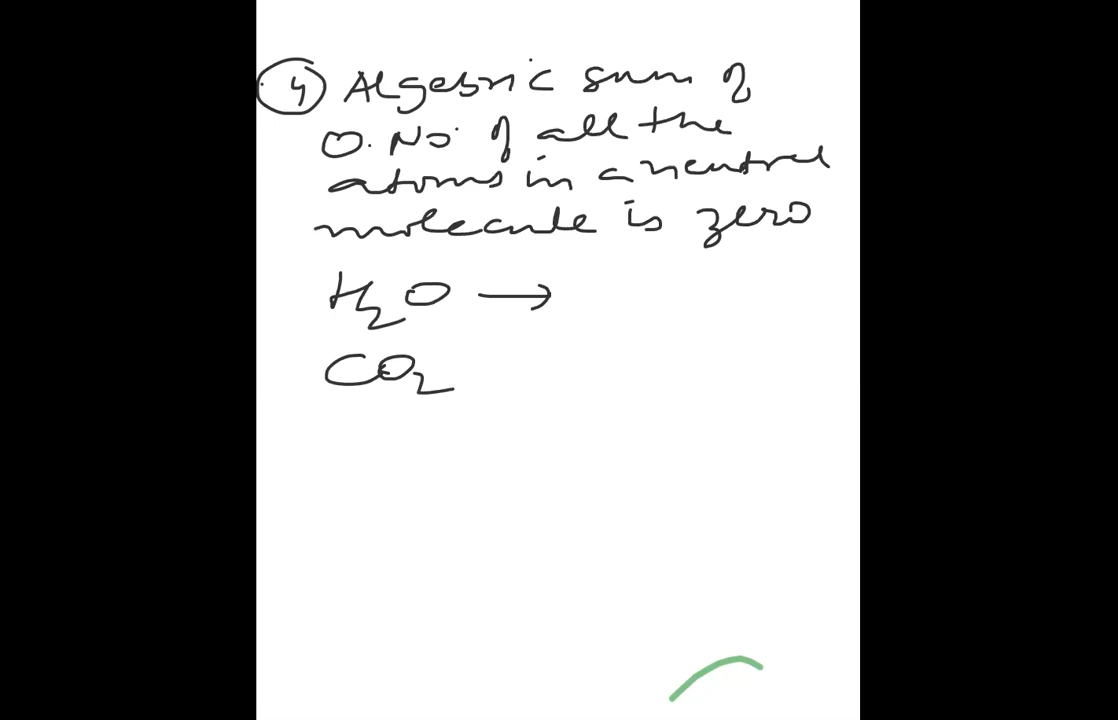 ④ Algebric sum of
O.No. of all the
atoms in a neutral
molecule is zero
H₂O →
CO₂